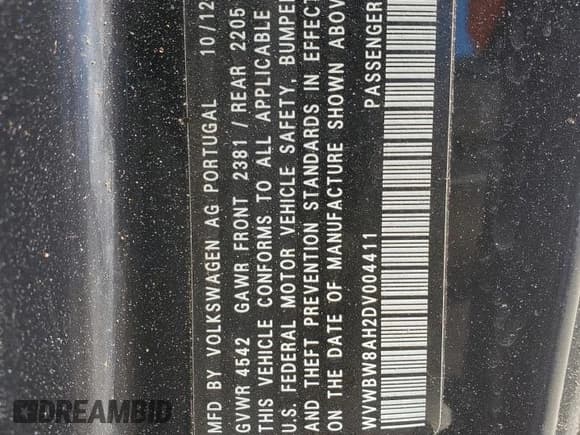 MFD BY VOLKSWAGEN AG PORTUGAL 10/12
GVWR 4542 GAWR FRONT 2381 / REAR 2205
THIS VEHICLE CONFORMS TO ALL APPLICABLE
U.S. FEDERAL MOTOR VEHICLE SAFETY, BUMPER
AND THEFT PREVENTION STANDARDS IN EFFECT
ON THE DATE OF MANUFACTURE SHOWN ABOV
WVWBW8AH2DV004411 PASSENGER
DREAMBID